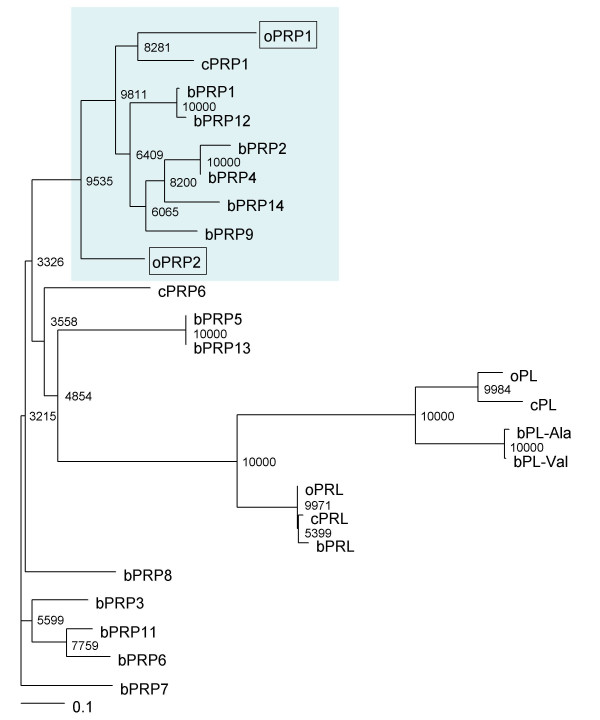 oPRP1
8281
cPRP1
bPRP1
9811
10000
bPRP12
bPRP2
6409
10000
bPRP4
9535
8200
bPRP14
6065
bPRP9
oPRP2
3326
cPRP6
bPRP5
3558
10000
bPRP13
oPL
9984
4854
cPL
3215
10000
bPL-Ala
10000
bPL-Val
10000
oPRL
9971
cPRL
5399
bPRL
bPRP8
bPRP3
5599
bPRP11
7759
bPRP6
bPRP7
0.1